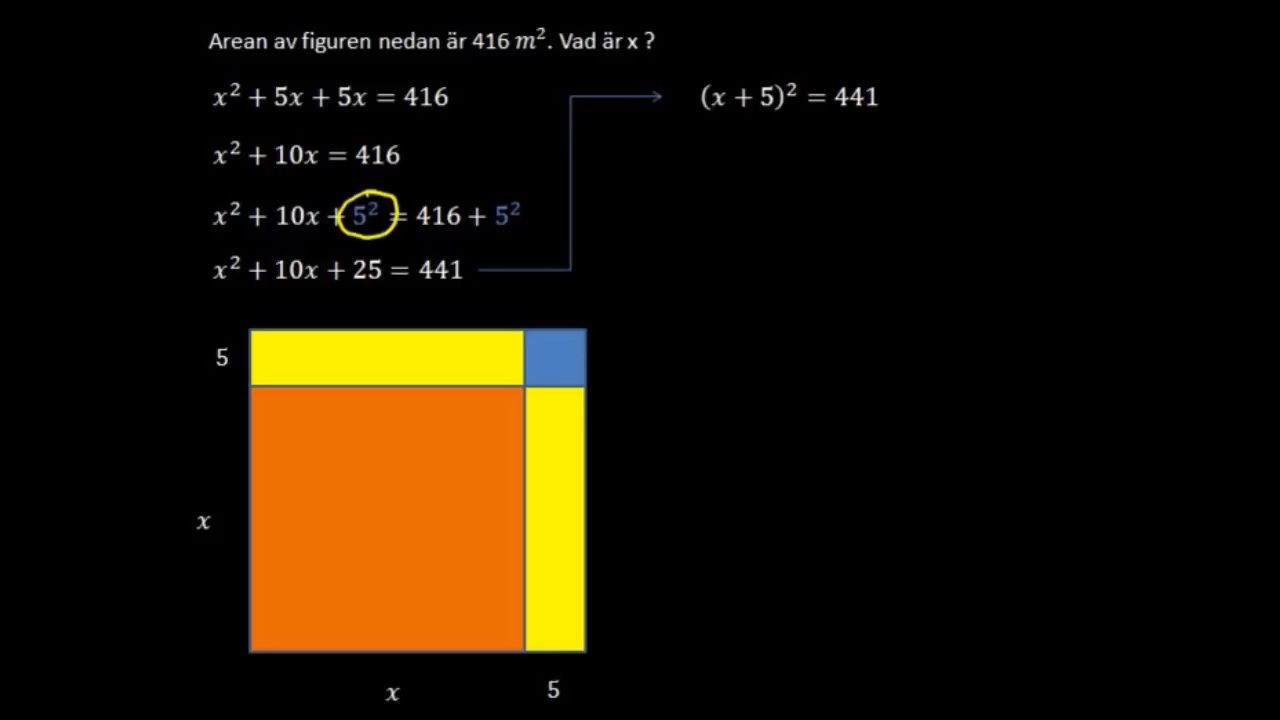 Arean av figuren nedan är 416 m². Vad är x ?
x² + 5x + 5x = 416
(x + 5)² = 441
x² + 10x = 416
x² + 10x + 5² = 416 + 5²
x² + 10x + 25 = 441
5
x
x
5